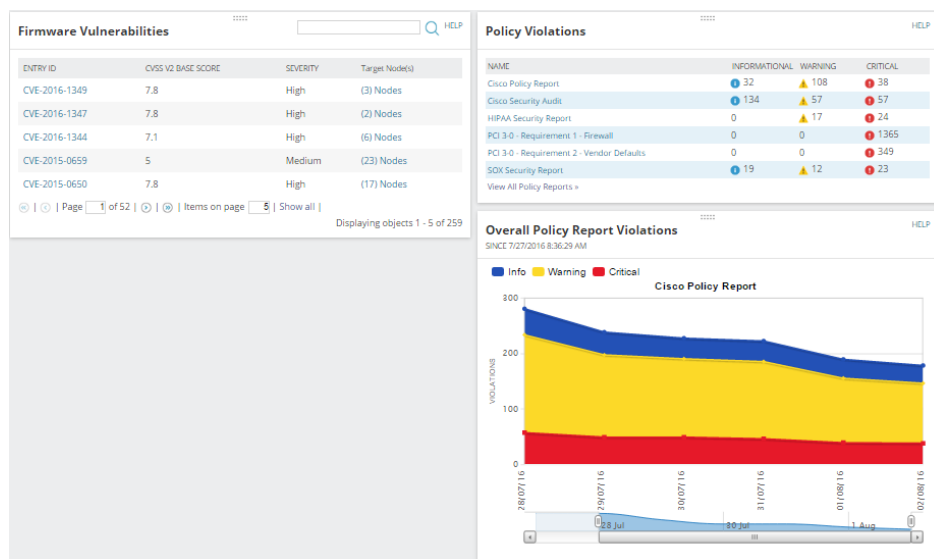 Firmware Vulnerabilities
HELP
ENTRY ID CVSS V2 BASE SCORE SEVERITY Target Node(s)
CVE-2016-1349 7.8 High (3) Nodes
CVE-2016-1347 7.8 High (2) Nodes
CVE-2016-1344 7.1 High (6) Nodes
CVE-2015-0659 5 Medium (23) Nodes
CVE-2015-0650 7.8 High (17) Nodes
| | Page 1 of 52 | | | Items on page 5 | Show all |
Displaying objects 1 - 5 of 259
Policy Violations
HELP
NAME INFORMATIONAL WARNING CRITICAL
Cisco Policy Report 32 108 38
Cisco Security Audit 134 57 57
HIPAA Security Report 0 17 24
PCI 3-0 - Requirement 1 - Firewall 0 0 1365
PCI 3-0 - Requirement 2 - Vendor Defaults 0 0 349
SOX Security Report 19 12 23
View All Policy Reports »
Overall Policy Report Violations
HELP
SINCE 7/27/2016 8:36:29 AM
Info Warning Critical
Cisco Policy Report
300
200
100
0
VIOLATIONS
28/07/16 29/07/16 30/07/16 31/07/16 01/08/16 02/08/16
28 Jul 30 Jul 1. Aug